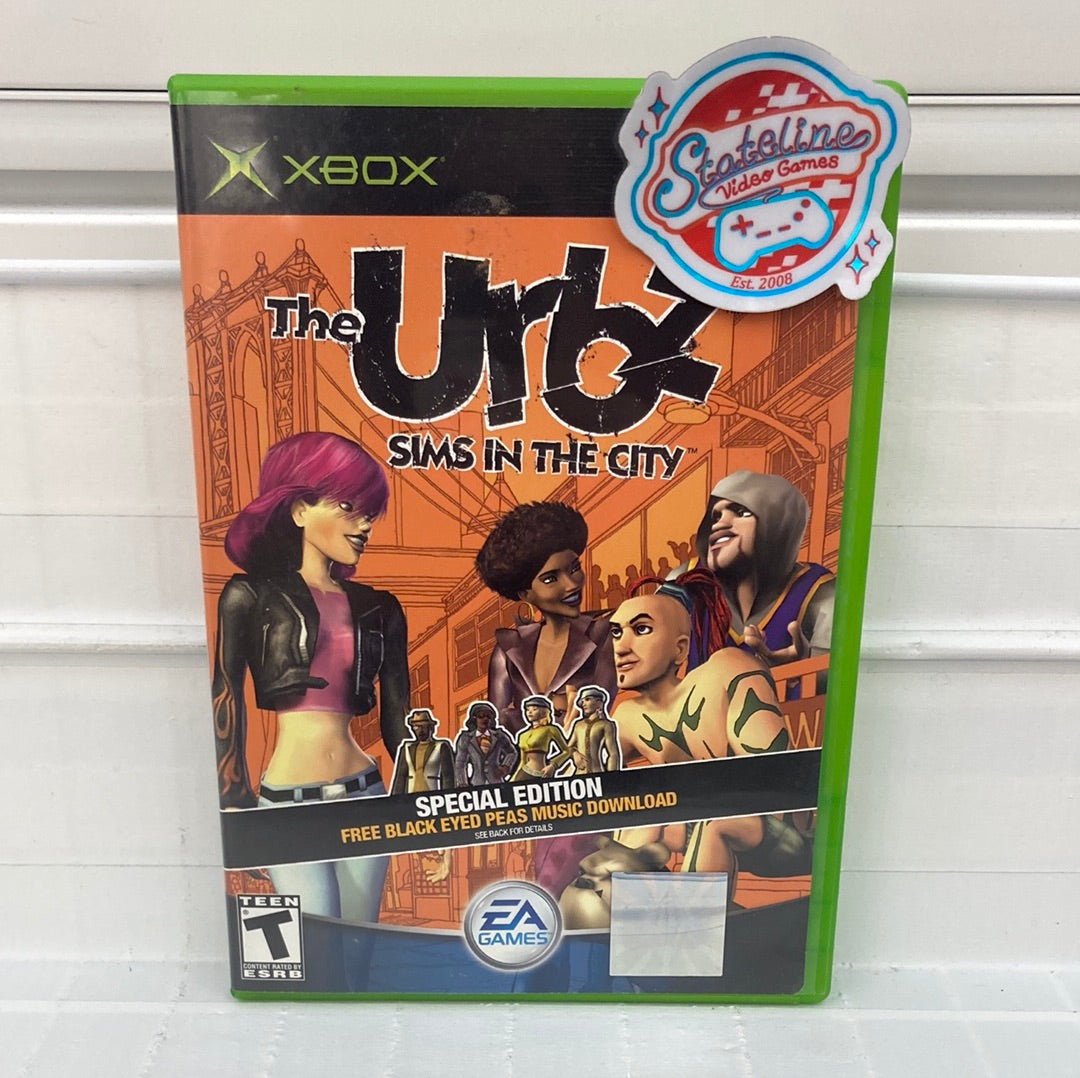 XBOX
Stateline
Video Games
Est. 2008
The Urbz
SIMS IN THE CITY™
SPECIAL EDITION
FREE BLACK EYED PEAS MUSIC DOWNLOAD
SEE BACK FOR DETAILS
TEEN
T
CONTENT RATED BY
ESRB
EA
GAMES
W